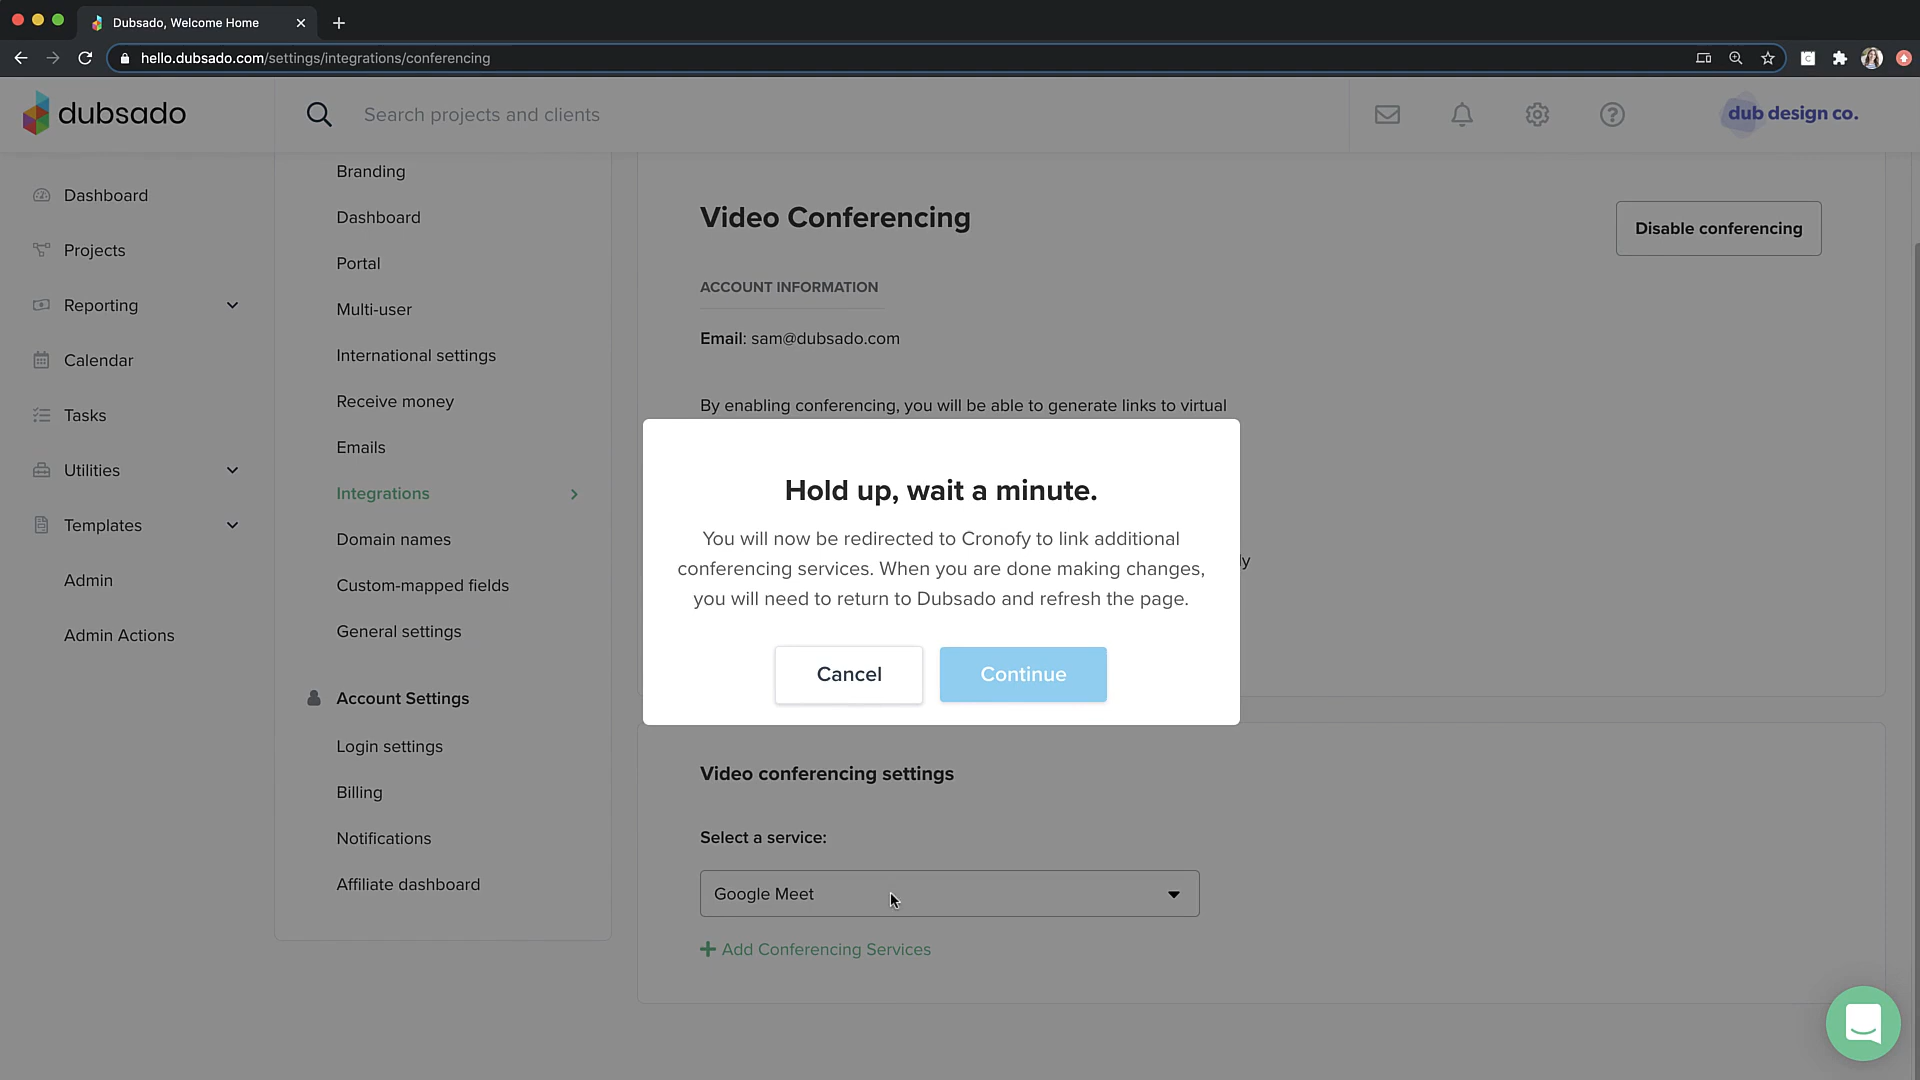 Dubsado, Welcome Home
hello.dubsado.com/settings/integrations/conferencing
dubsado
Search projects and clients
dub design co.
Dashboard
Projects
Reporting
Calendar
Tasks
Utilities
Templates
Admin
Admin Actions
Branding
Dashboard
Portal
Multi-user
International settings
Receive money
Emails
Integrations
Domain names
Custom-mapped fields
General settings
Account Settings
Login settings
Billing
Notifications
Affiliate dashboard
Video Conferencing
Disable conferencing
ACCOUNT INFORMATION
Email: sam@dubsado.com
By enabling conferencing, you will be able to generate links to virtual
Hold up, wait a minute.
You will now be redirected to Cronofy to link additional
conferencing services. When you are done making changes,
you will need to return to Dubsado and refresh the page.
Cancel
Continue
Video conferencing settings
Select a service:
Google Meet
Add Conferencing Services